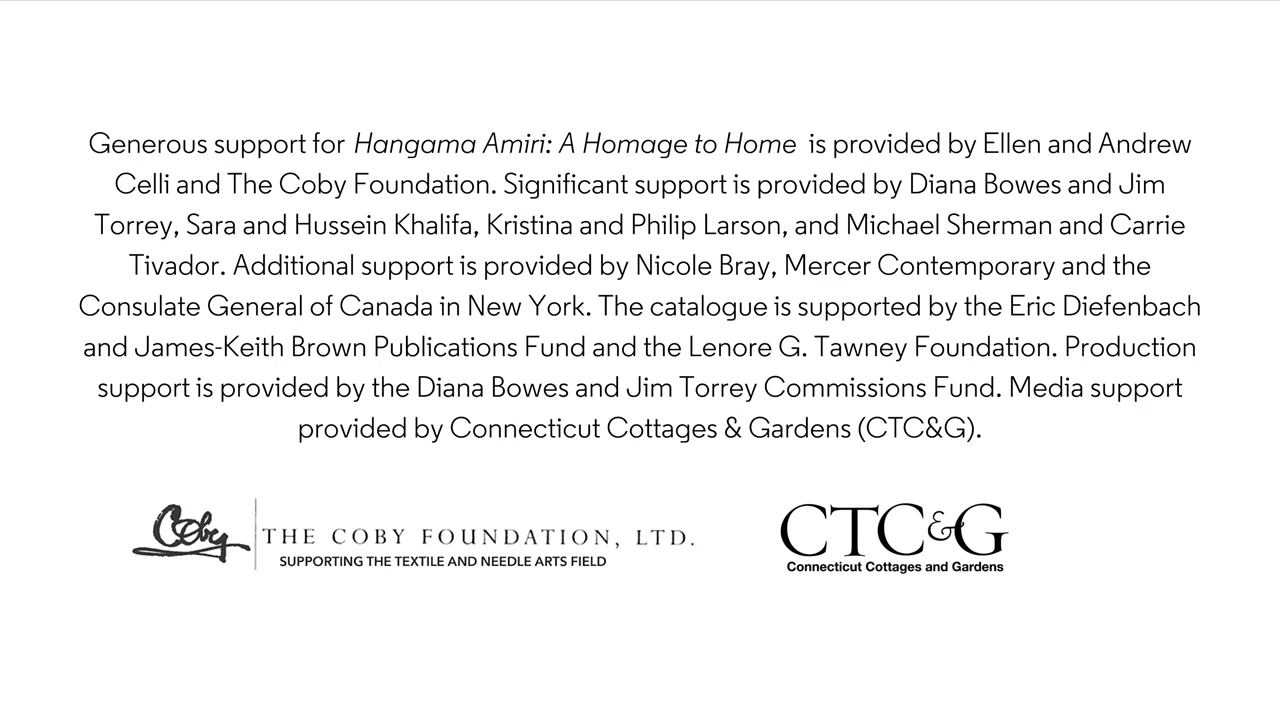 Generous support for Hangama Amiri: A Homage to Home is provided by Ellen and Andrew
Celli and The Coby Foundation. Significant support is provided by Diana Bowes and Jim
Torrey, Sara and Hussein Khalifa, Kristina and Philip Larson, and Michael Sherman and Carrie
Tivador. Additional support is provided by Nicole Bray, Mercer Contemporary and the
Consulate General of Canada in New York. The catalogue is supported by the Eric Diefenbach
and James-Keith Brown Publications Fund and the Lenore G. Tawney Foundation. Production
support is provided by the Diana Bowes and Jim Torrey Commissions Fund. Media support
provided by Connecticut Cottages & Gardens (CTC&G).
Coby
THE COBY FOUNDATION, LTD.
SUPPORTING THE TEXTILE AND NEEDLE ARTS FIELD
CTC&G
Connecticut Cottages and Gardens